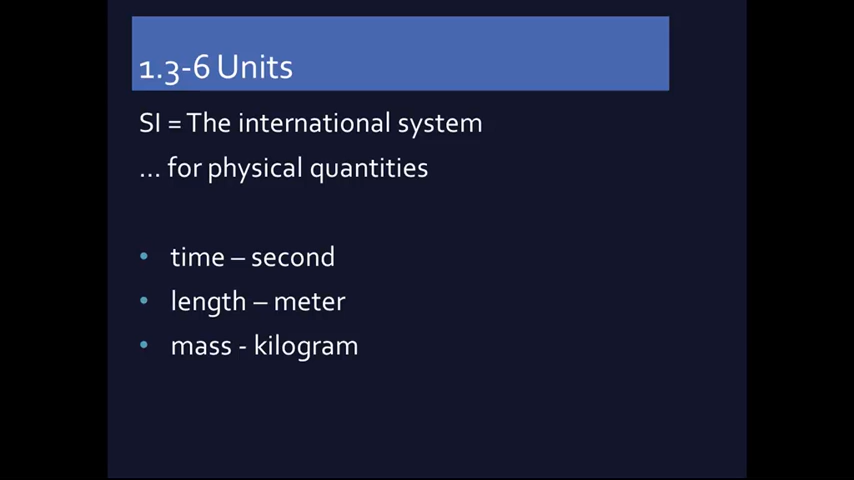 1.3-6 Units
SI = The international system
... for physical quantities
• time – second
• length – meter
• mass - kilogram